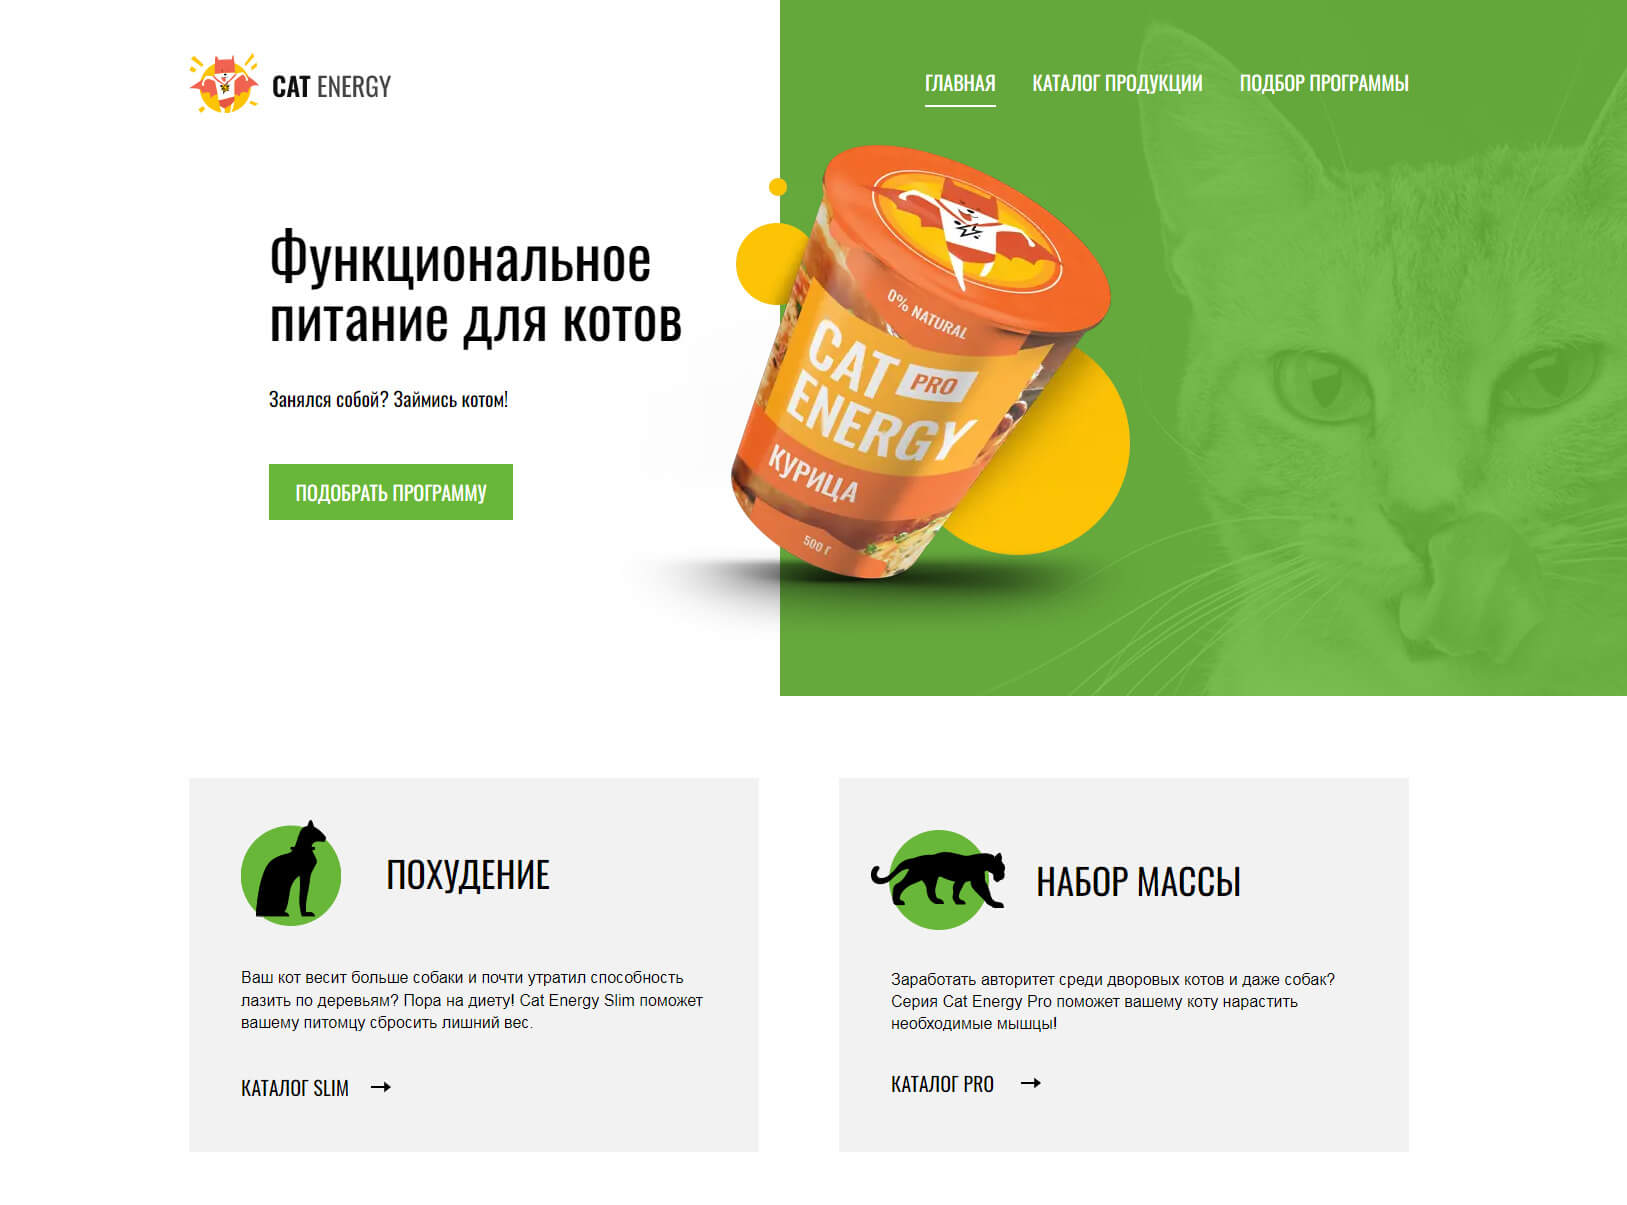 CAT ENERGY
ГЛАВНАЯ
КАТАЛОГ ПРОДУКЦИИ
ПОДБОР ПРОГРАММЫ
Функциональное
питание для котов
Занялся собой? Займись котом!
ПОДОБРАТЬ ПРОГРАММУ
0% NATURAL
CAT PRO
ENERGY
КУРИЦА
500 Г
ПОХУДЕНИЕ
Ваш кот весит больше собаки и почти утратил способность
лазить по деревьям? Пора на диету! Cat Energy Slim поможет
вашему питомцу сбросить лишний вес.
КАТАЛОГ SLIM
НАБОР МАССЫ
Заработать авторитет среди дворовых котов и даже собак?
Серия Cat Energy Pro поможет вашему коту нарастить
необходимые мышцы!
КАТАЛОГ PRO